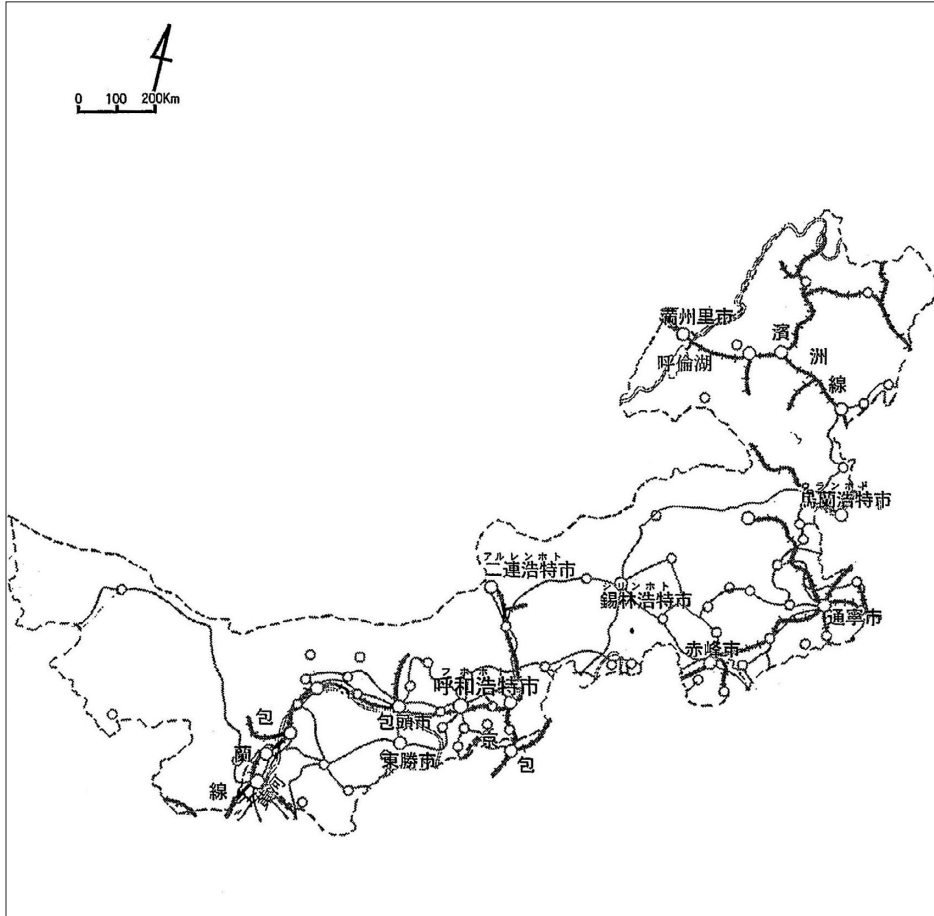 0 100 200Km
満州里市
呼倫湖
濱
洲
線
ウランホト
烏蘭浩特市
アルレンホト
二連浩特市
シリンホト
錫林浩特市
通寧市
赤峰市
フホホト
呼和浩特市
包頭市
東勝市
京
包
包
蘭
線